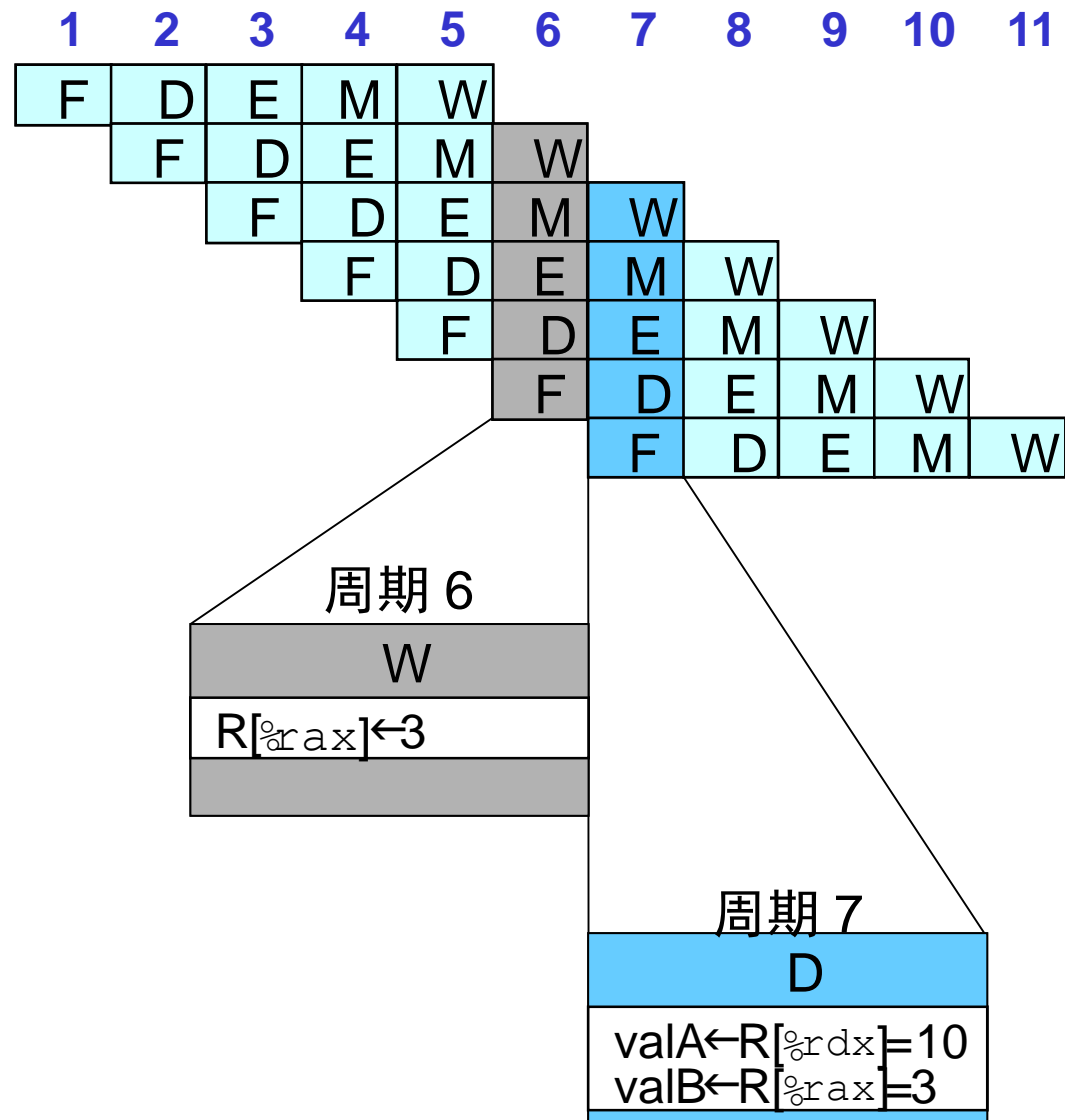 1 2 3 4 5 6 7 8 9 10 11
F D E M W
F D E M W
F D E M W
F D E M W
F D E M W
F D E M W
F D E M W
周期 6
W
R[%rax]←3
周期 7
D
valA←R[%rdx]=10
valB←R[%rax]=3